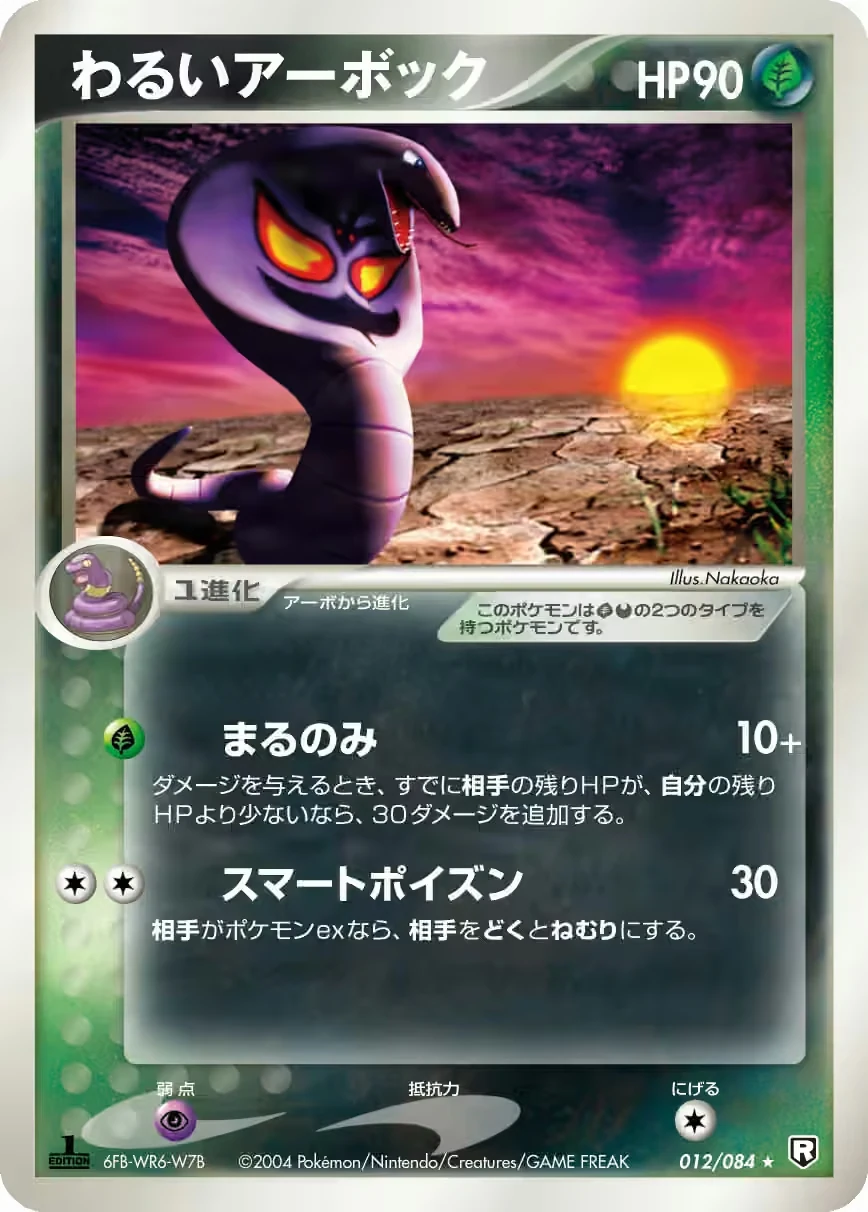 わるいアーボック HP90
Illus.Nakaoka
1進化 アーボから進化
このポケモンはの2つのタイプを
持つポケモンです。
まるのみ 10+
ダメージを与えるとき、すでに相手の残りHPが、自分の残り
HPより少ないなら、30ダメージを追加する。
スマートポイズン 30
相手がポケモンexなら、相手をどくとねむりにする。
弱点 抵抗力 にげる
1 EDITION 6FB-WR6-W7B ©2004 Pokémon/Nintendo/Creatures/GAME FREAK 012/084 ★ R